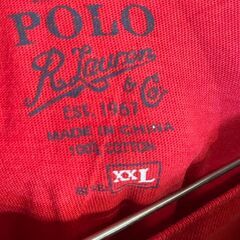 POLO
R. Lauren
& Co
EST. 1967
MADE IN CHINA
100% COTTON
XXL